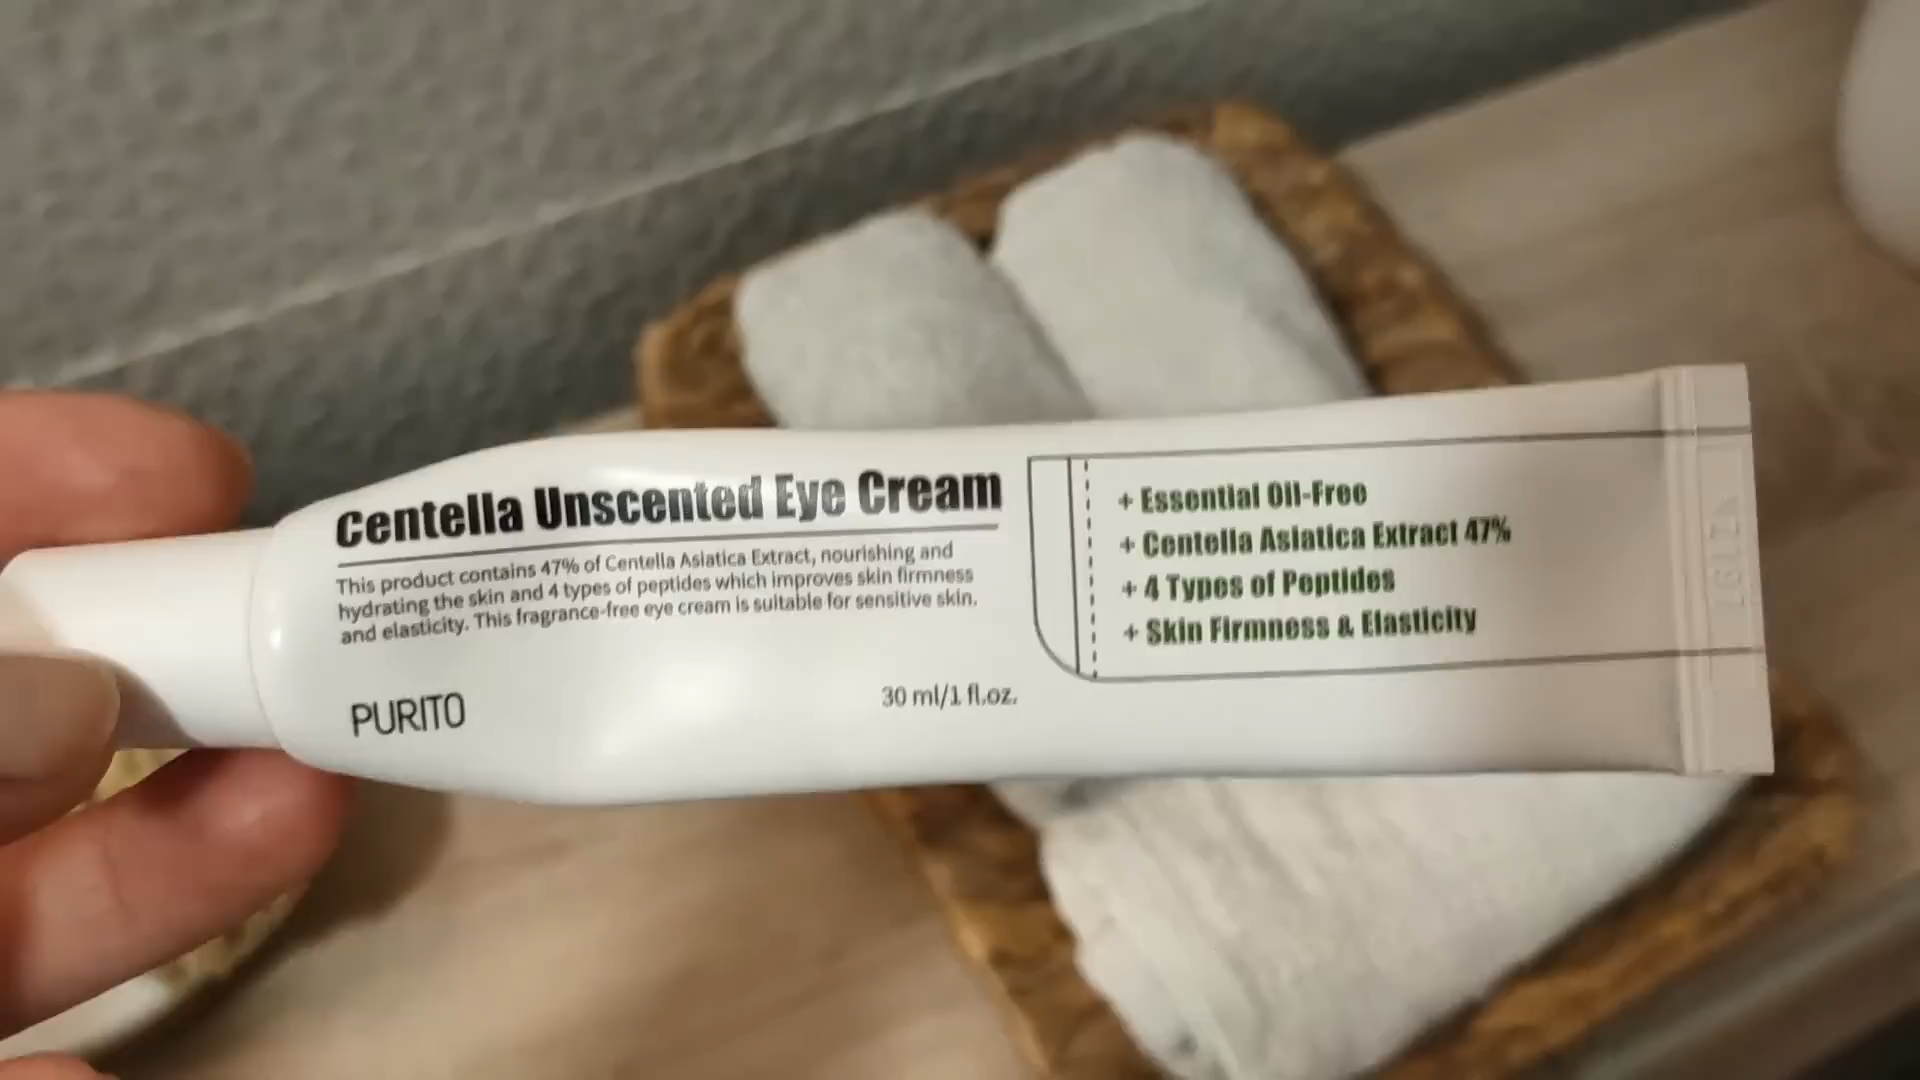 Centella Unscented Eye Cream
This product contains 47% of Centella Asiatica Extract, nourishing and
hydrating the skin and 4 types of peptides which improves skin firmness
and elasticity. This fragrance-free eye cream is suitable for sensitive skin.
PURITO
30 ml/1 fl.oz.
+ Essential Oil-Free
+ Centella Asiatica Extract 47%
+ 4 Types of Peptides
+ Skin Firmness & Elasticity